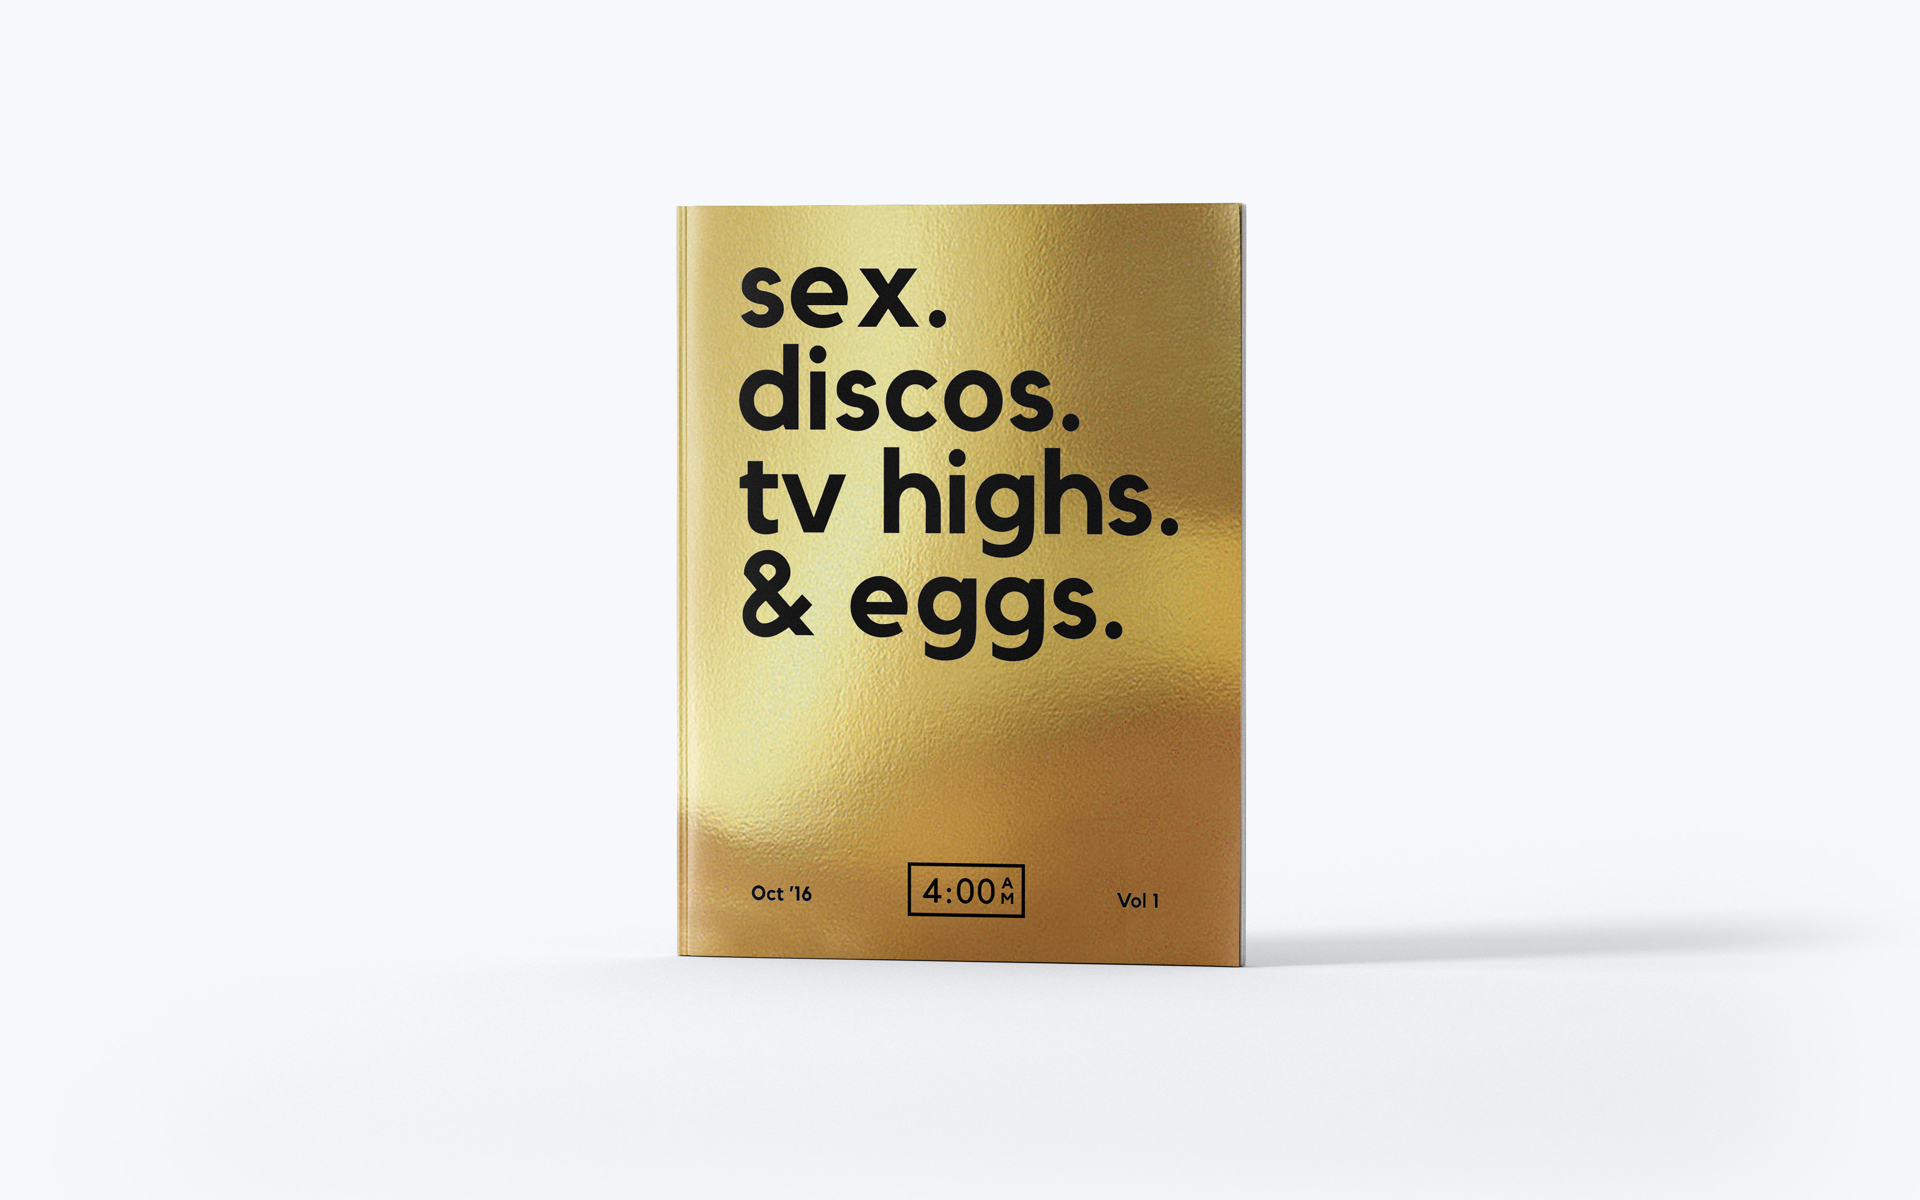 sex.
discos.
tv highs.
& eggs.
Oct '16
4:00 AM
Vol 1